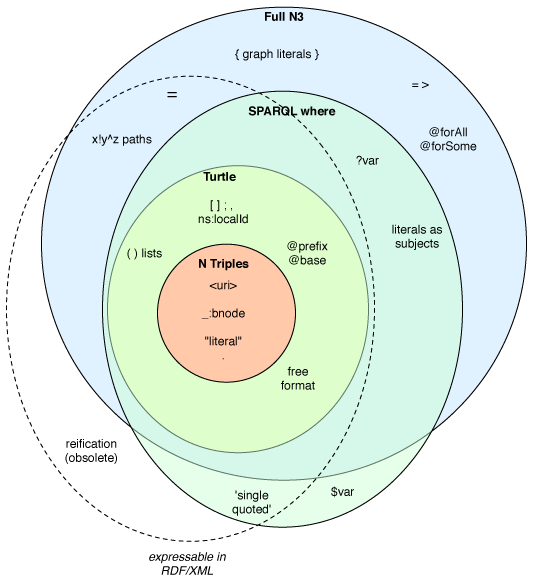 Full N3
{ graph literals }
=>
=
SPARQL where
@forAll
@forSome
x!y^z paths
?var
Turtle
[ ] ; ,
ns:localId
literals as
subjects
( ) lists
@prefix
@base
N Triples
<uri>
_:bnode
"literal"
.
free
format
reification
(obsolete)
'single
quoted'
$var
expressable in
RDF/XML